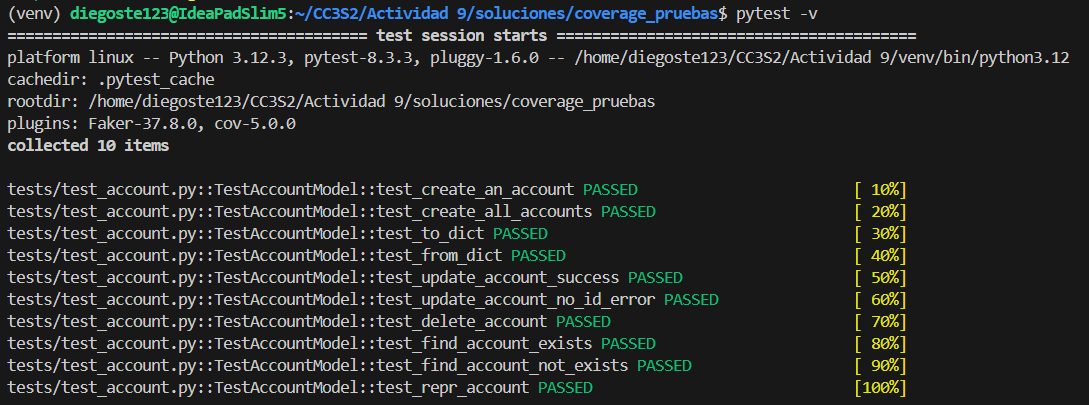 (venv) diegoste123@IdeaPadSlim5:~/CC3S2/Actividad 9/soluciones/coverage_pruebas$ pytest -v
======================================= test session starts =======================================
platform linux -- Python 3.12.3, pytest-8.3.3, pluggy-1.6.0 -- /home/diegoste123/CC3S2/Actividad 9/venv/bin/python3.12
cachedir: .pytest_cache
rootdir: /home/diegoste123/CC3S2/Actividad 9/soluciones/coverage_pruebas
plugins: Faker-37.8.0, cov-5.0.0
collected 10 items
tests/test_account.py::TestAccountModel::test_create_an_account PASSED [ 10%]
tests/test_account.py::TestAccountModel::test_create_all_accounts PASSED [ 20%]
tests/test_account.py::TestAccountModel::test_to_dict PASSED [ 30%]
tests/test_account.py::TestAccountModel::test_from_dict PASSED [ 40%]
tests/test_account.py::TestAccountModel::test_update_account_success PASSED [ 50%]
tests/test_account.py::TestAccountModel::test_update_account_no_id_error PASSED [ 60%]
tests/test_account.py::TestAccountModel::test_delete_account PASSED [ 70%]
tests/test_account.py::TestAccountModel::test_find_account_exists PASSED [ 80%]
tests/test_account.py::TestAccountModel::test_find_account_not_exists PASSED [ 90%]
tests/test_account.py::TestAccountModel::test_repr_account PASSED [100%]